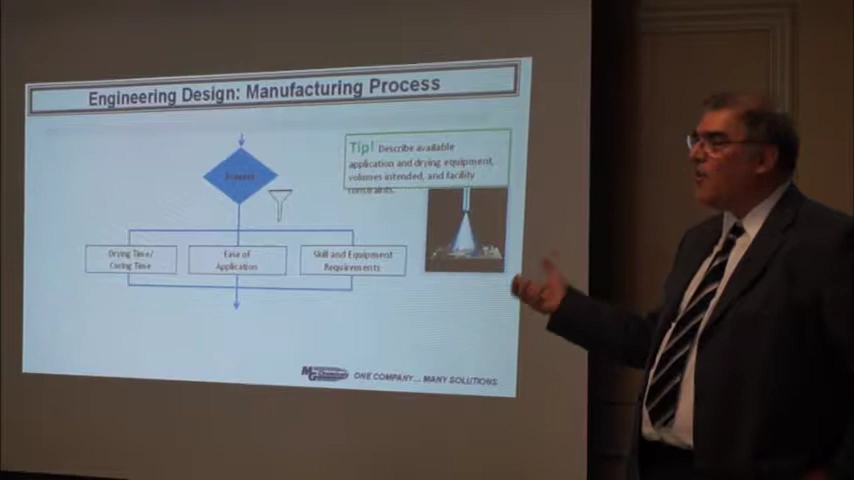 Engineering Design: Manufacturing Process
Tip! Describe available
application and drying equipment,
volumes intended, and facility
constraints.
Process
Drying Time/
Curing Time
Ease of
Application
Skill and Equipment
Requirements
ONE COMPANY... MANY SOLUTIONS